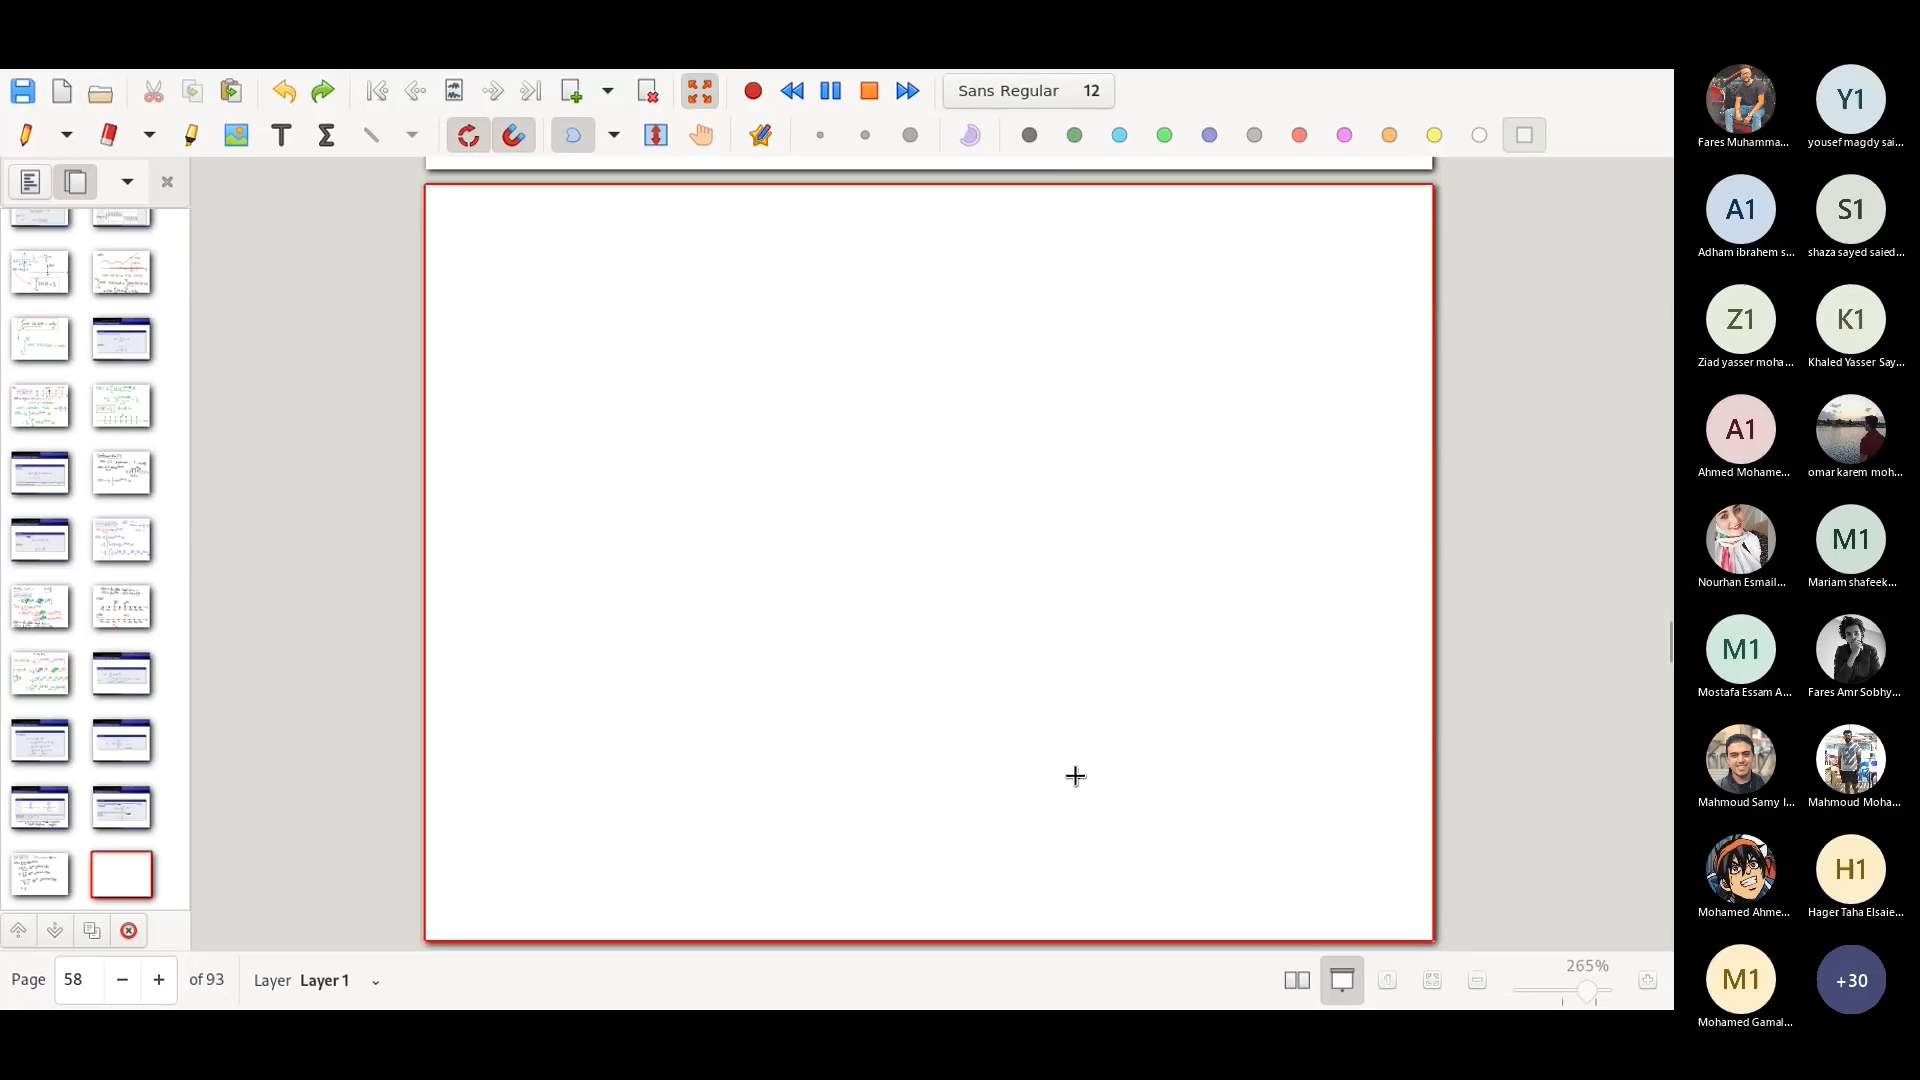 Sans Regular 12
Page 58 of 93
Layer Layer 1
265%
Fares Muhamma...
Y1
yousef magdy sai...
A1
Adham ibrahem s...
S1
shaza sayed saied...
Z1
Ziad yasser moha...
K1
Khaled Yasser Say...
A1
Ahmed Mohame...
omar karem moh...
Nourhan Esmail...
M1
Mariam shafeek...
M1
Mostafa Essam A...
Fares Amr Sobhy...
Mahmoud Samy I...
Mahmoud Moha...
Mohamed Ahme...
H1
Hager Taha Elsaie...
M1
Mohamed Gamal...
+30